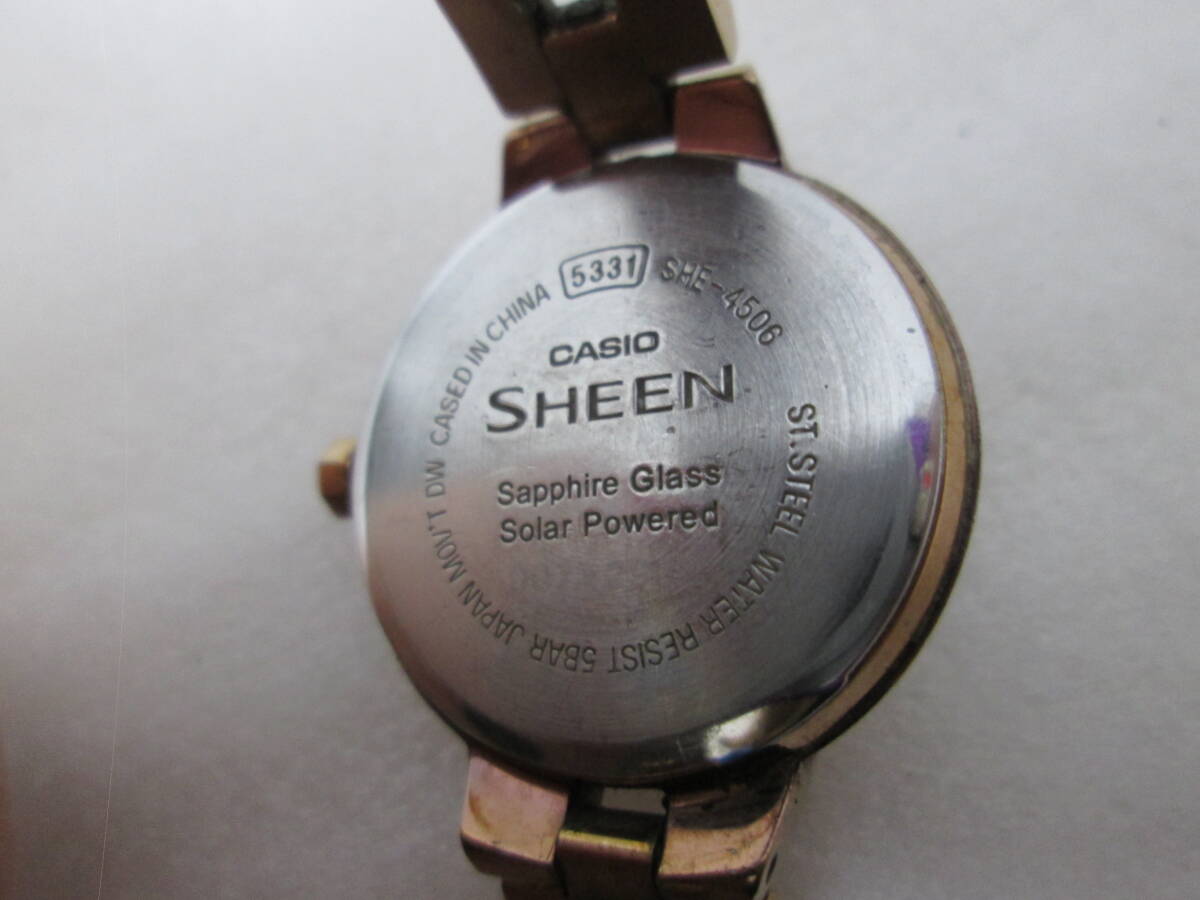 5331 SHE-4506
CASIO
SHEEN
Sapphire Glass
Solar Powered
ST.STEEL WATER RESIST 5BAR JAPAN MOV'T DW CASED IN CHINA